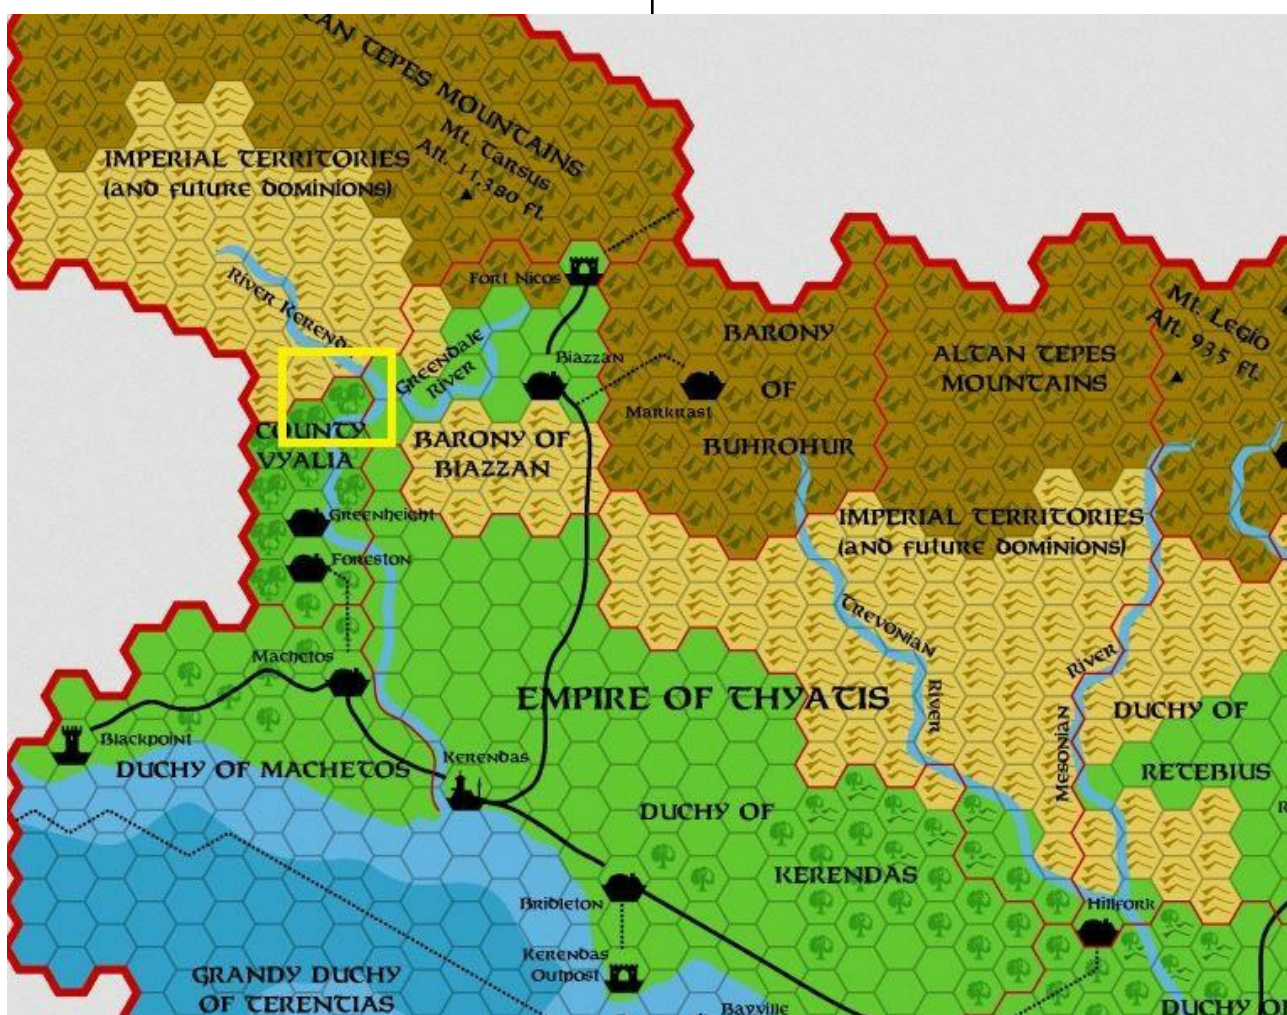 AN TEPES MOUNTAINS
Mt. Tarsus
Alt. 11,380 ft.
IMPERIAL TERRITORIES
(and future dominions)
River Kerenda
Fort Nicos
Greendale
River
Biazzan
Markrast
BARONY
OF
BUHROHUR
ALTAN TEPES
MOUNTAINS
Mt. Legio
Alt. 935 ft.
COUNTY
VYALIA
BARONY OF
BIAZZAN
Greenheight
Foreston
IMPERIAL TERRITORIES
(and future dominions)
Trevonian
River
River
Mesonian
Machetos
EMPIRE OF THYATIS
DUCHY OF
RETEBIUS
Blackpoint
DUCHY OF MACHETOS
Kerendas
DUCHY OF
KERENDAS
R
Bridleton
Hillfork
Kerendas
Outpost
GRANDY DUCHY
OF TERENTIAS
Bayville
DUCHY OF